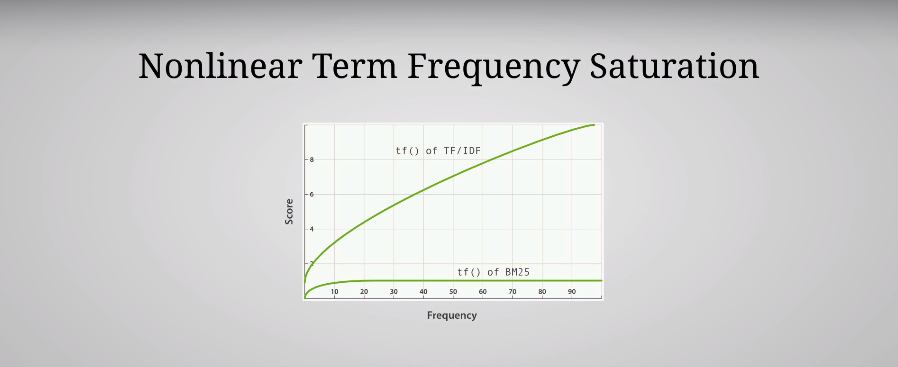 Nonlinear Term Frequency Saturation
tf() of TF/IDF
8
6
Score
4
2
tf() of BM25
10 20 30 40 50 60 70 80 90
Frequency